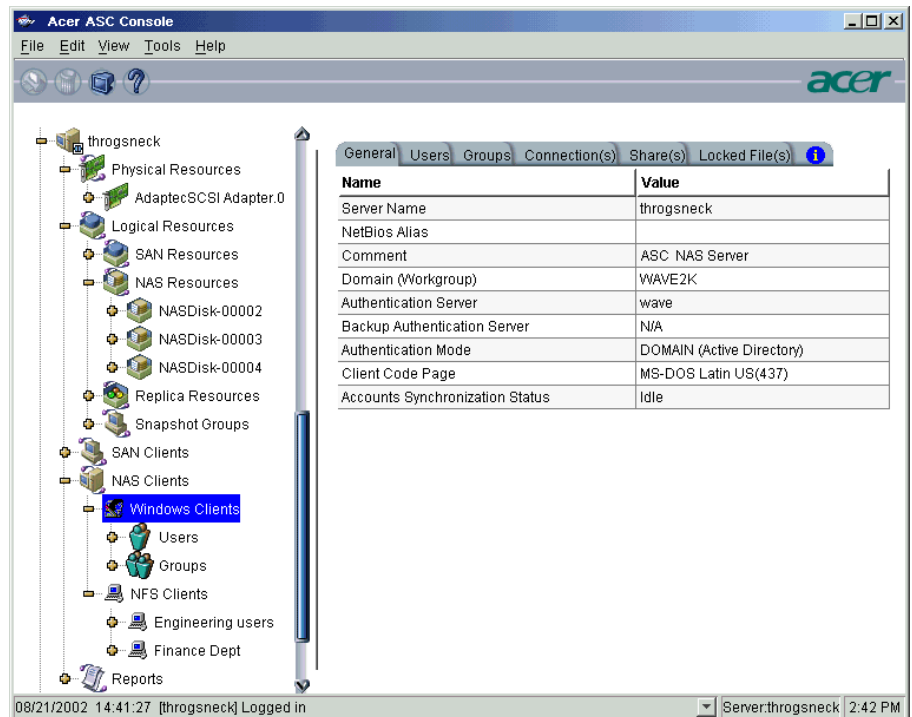 Acer ASC Console
File Edit View Tools Help
acer
throgsneck
Physical Resources
AdaptecSCSI Adapter.0
Logical Resources
SAN Resources
NAS Resources
NASDisk-00002
NASDisk-00003
NASDisk-00004
Replica Resources
Snapshot Groups
SAN Clients
NAS Clients
Windows Clients
Users
Groups
NFS Clients
Engineering users
Finance Dept
Reports
General Users Groups Connection(s) Share(s) Locked File(s) i
Name Value
Server Name throgsneck
NetBios Alias
Comment ASC NAS Server
Domain (Workgroup) WAVE2K
Authentication Server wave
Backup Authentication Server N/A
Authentication Mode DOMAIN (Active Directory)
Client Code Page MS-DOS Latin US(437)
Accounts Synchronization Status Idle
08/21/2002 14:41:27 [throgsneck] Logged in Server:throgsneck 2:42 PM